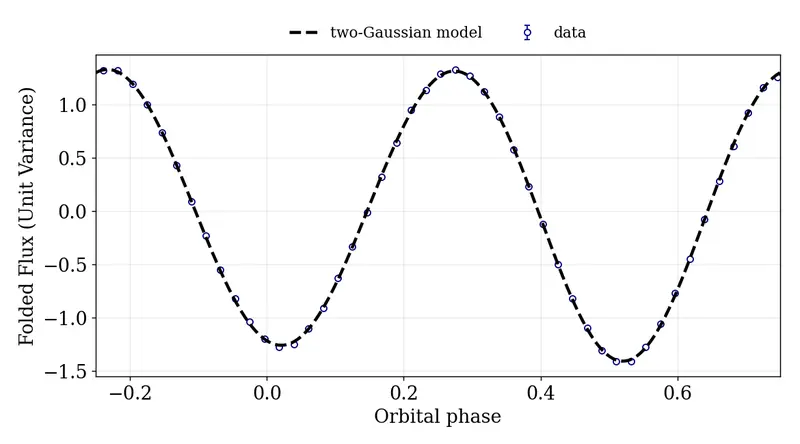 two-Gaussian model
data
Folded Flux (Unit Variance)
1.0
0.5
0.0
−0.5
−1.0
−1.5
−0.2
0.0
0.2
0.4
0.6
Orbital phase